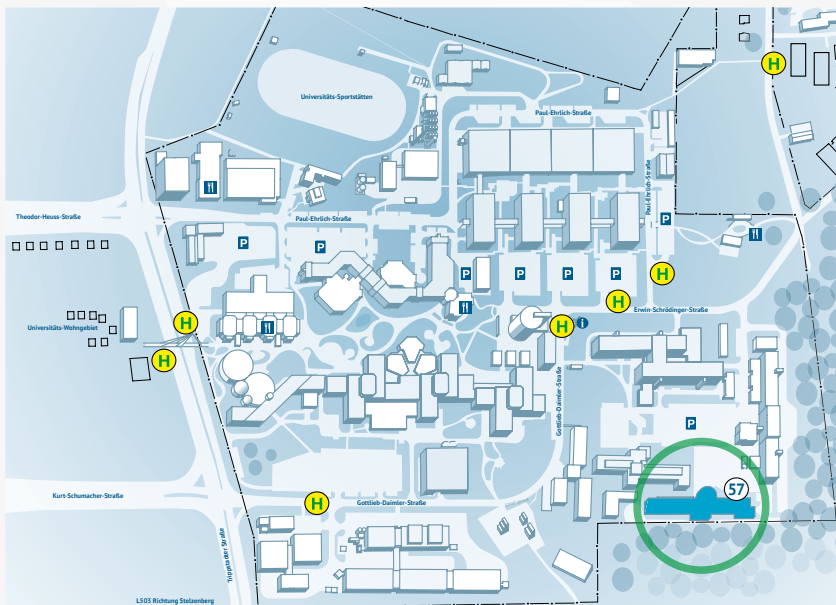 H
Universitäts-Sportstätten
Paul-Ehrlich-Straße
Paul-Ehrlich-Straße
Theodor-Heuss-Straße
Paul-Ehrlich-Straße
P
P
P
P
P
P
P
H
H
H
i
Erwin-Schrödinger-Straße
Universitäts-Wohngebiet
H
H
Gottlieb-Daimler-Straße
P
57
Kurt-Schumacher-Straße
H
Gottlieb-Daimler-Straße
Trippstadter Straße
L503 Richtung Stelzenberg